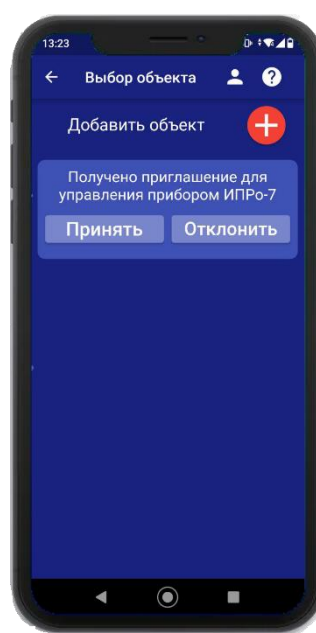 13:23
Выбор объекта
Добавить объект
Получено приглашение для
управления прибором ИПРо-7
Принять Отклонить